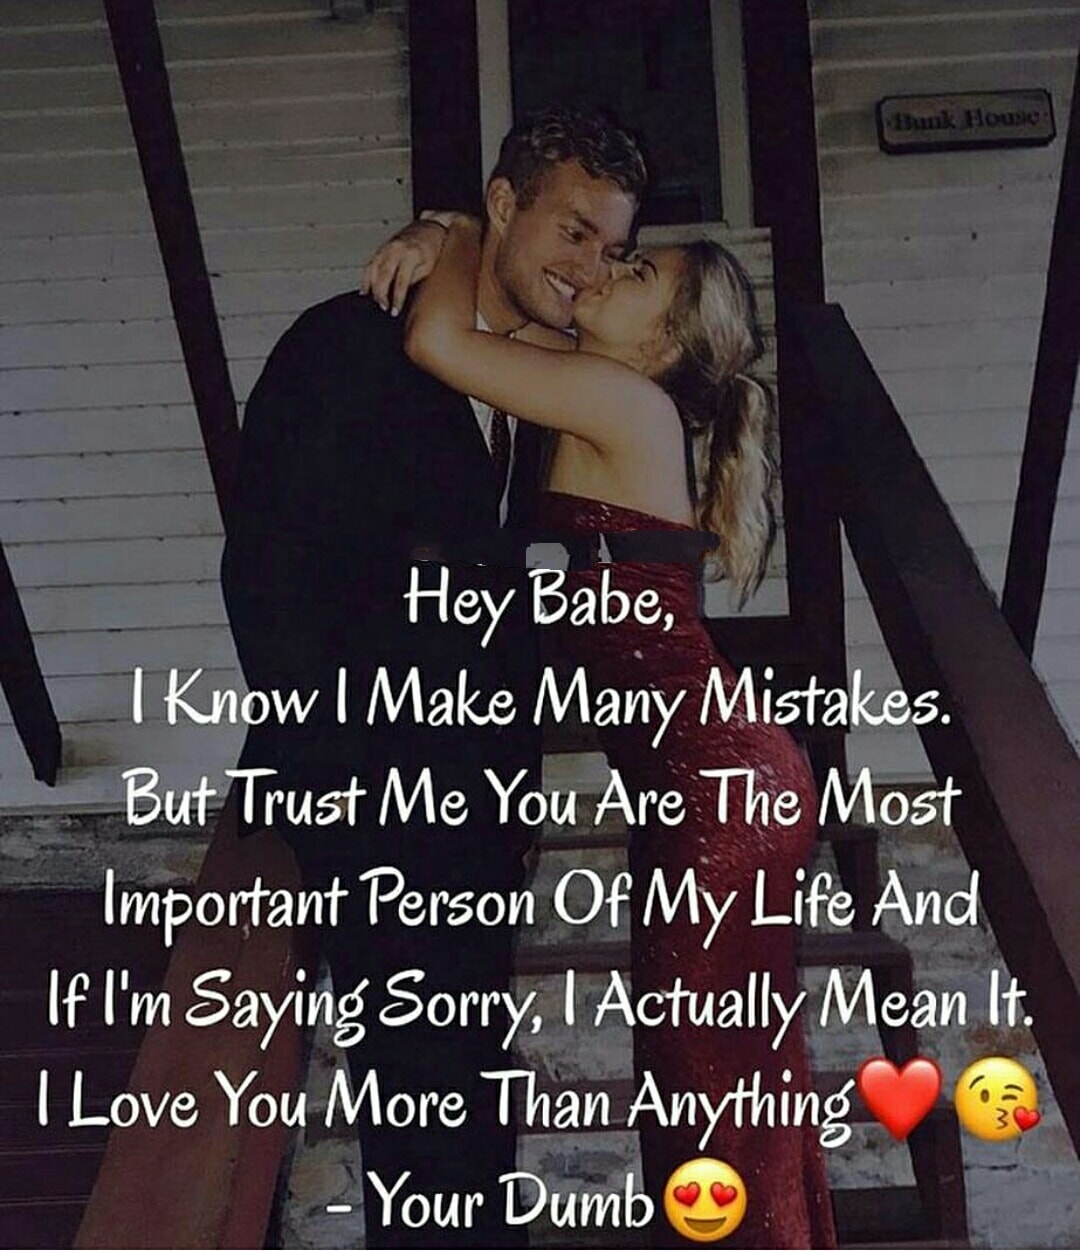 Bunk House
Hey Babe,
I Know I Make Many Mistakes.
But Trust Me You Are The Most
Important Person Of My Life And
If I'm Saying Sorry, I Actually Mean It.
I Love You More Than Anything❤️😘
- Your Dumb😍